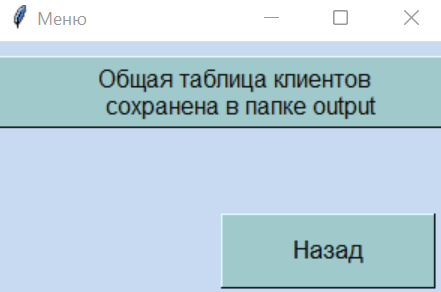 Меню
Общая таблица клиентов
сохранена в папке output
Назад